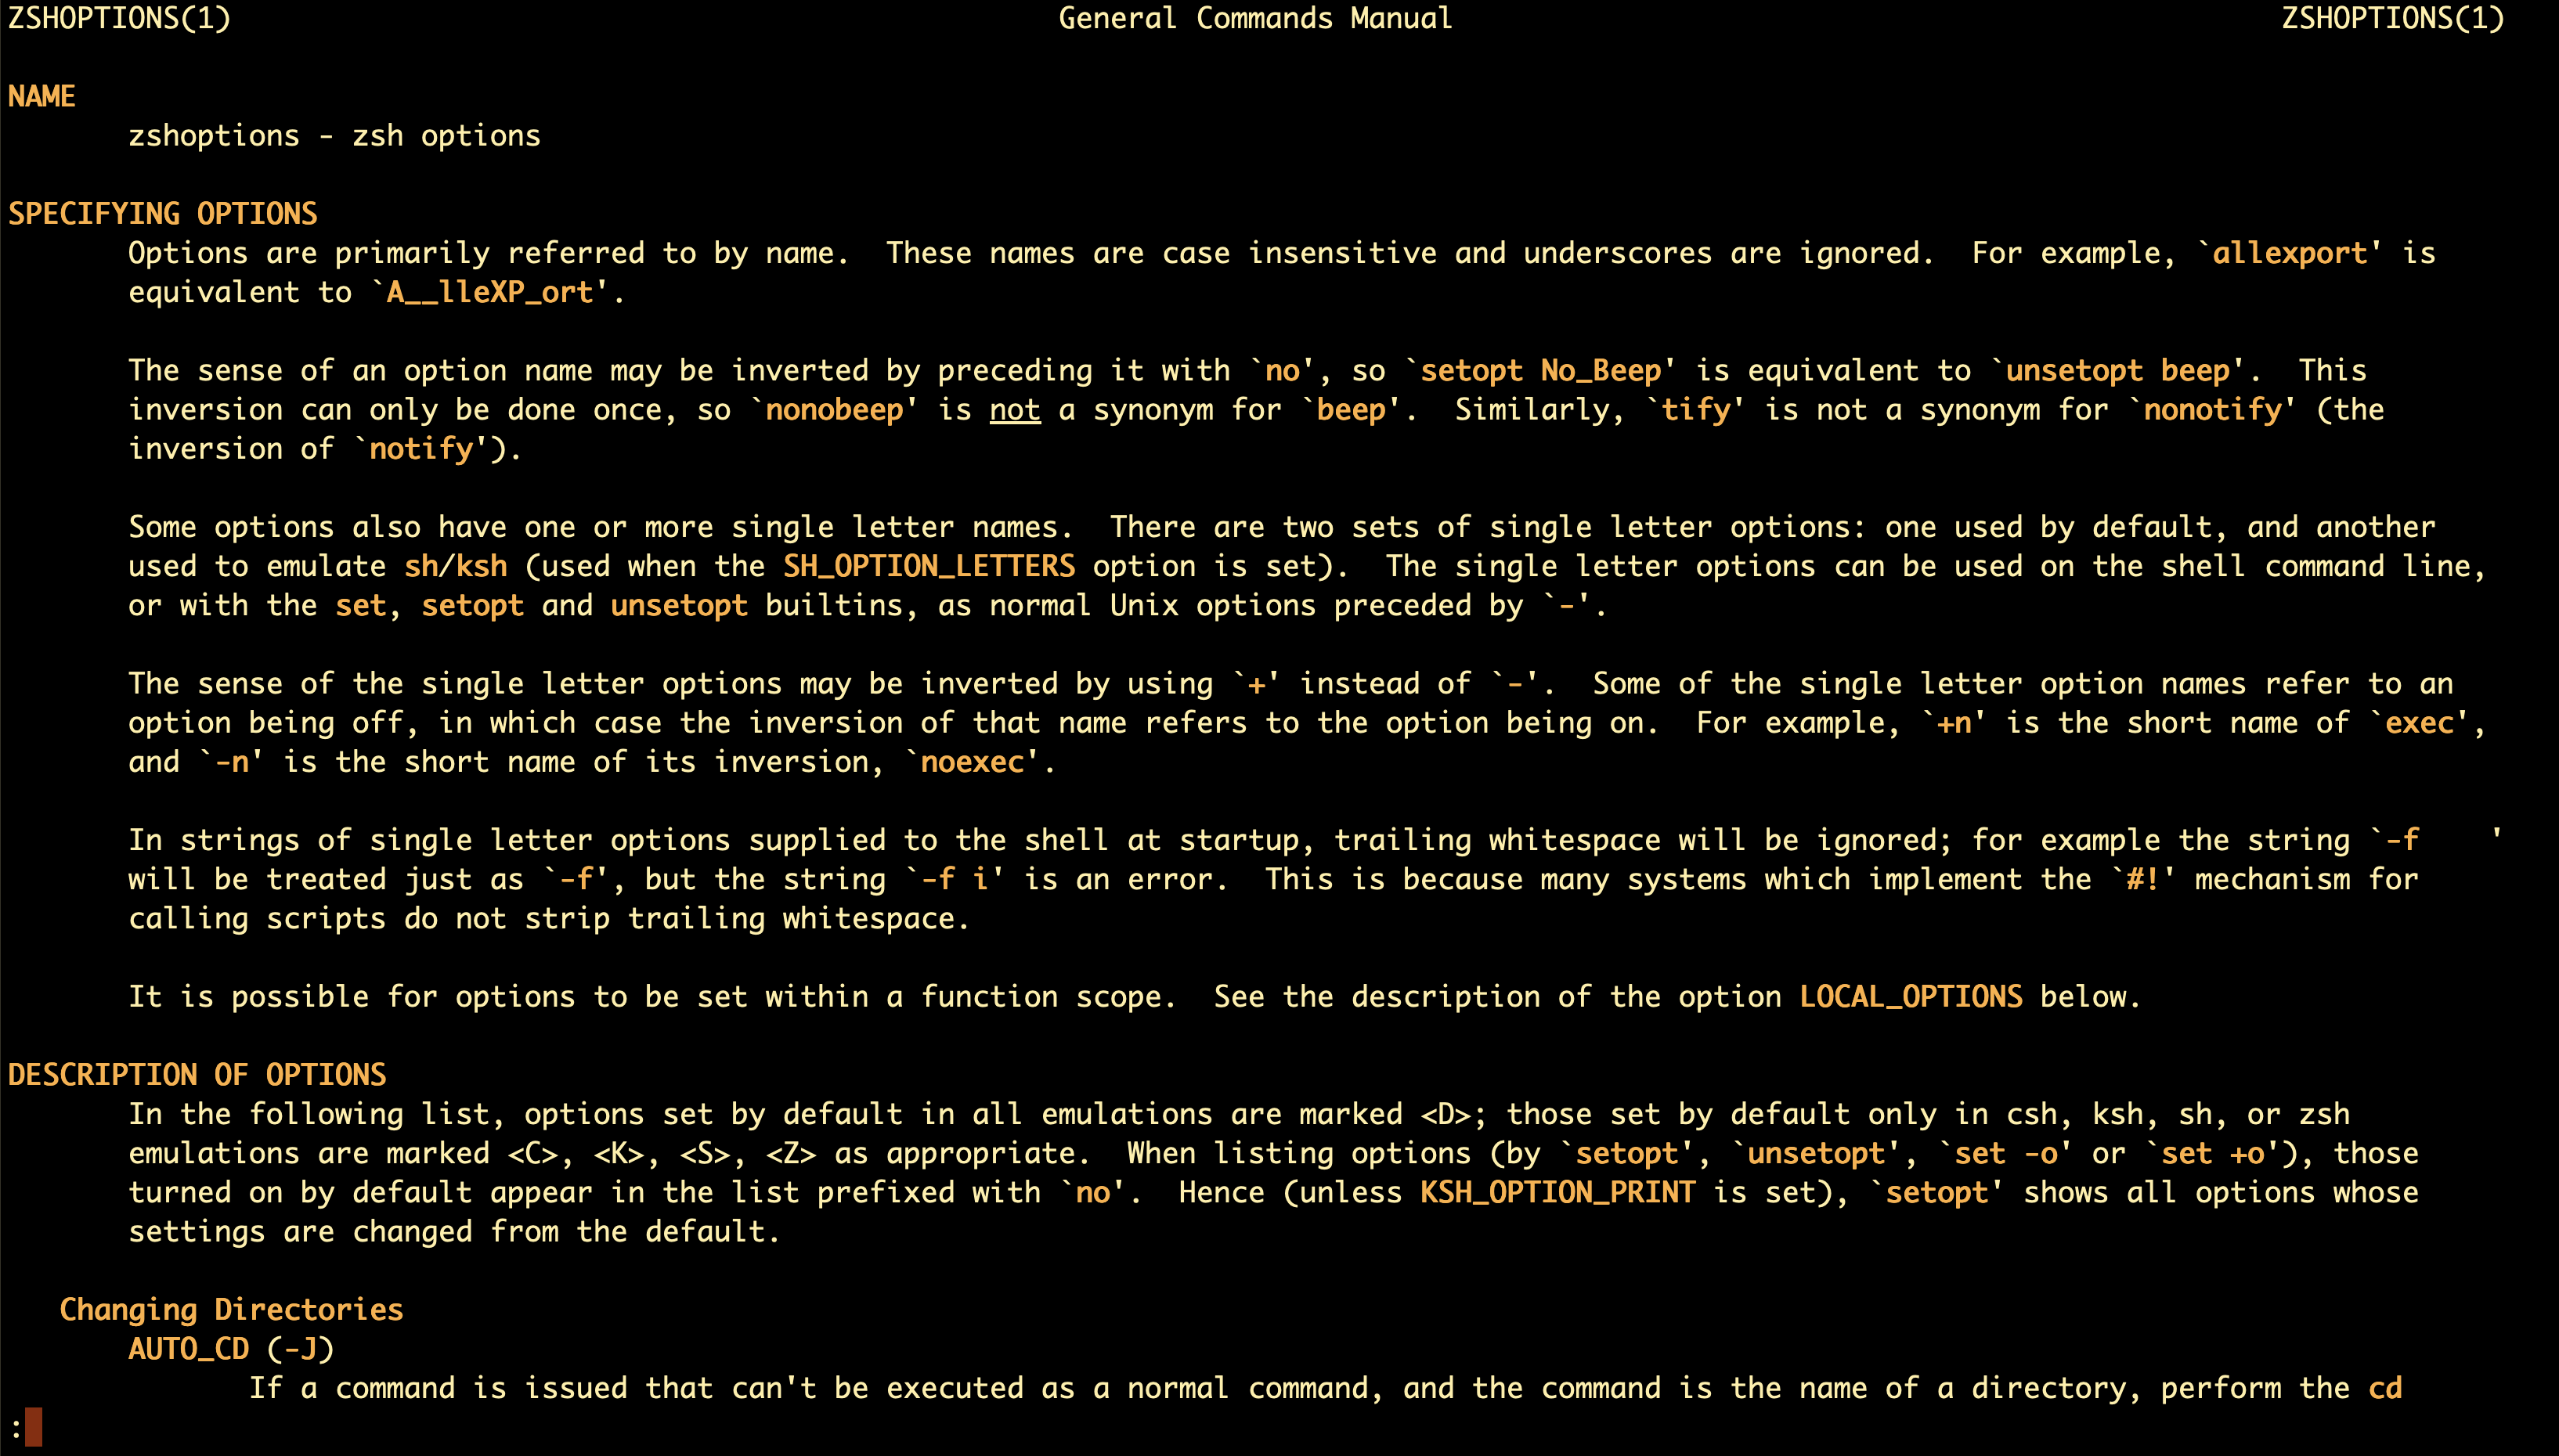 ZSHOPTIONS(1) General Commands Manual ZSHOPTIONS(1)
NAME
zshoptions - zsh options
SPECIFYING OPTIONS
Options are primarily referred to by name.  These names are case insensitive and underscores are ignored.  For example, `allexport' is
equivalent to `A__lleXP_ort'.
The sense of an option name may be inverted by preceding it with `no', so `setopt No_Beep' is equivalent to `unsetopt beep'.  This
inversion can only be done once, so `nonobeep' is not a synonym for `beep'.  Similarly, `tify' is not a synonym for `nonotify' (the
inversion of `notify').
Some options also have one or more single letter names.  There are two sets of single letter options: one used by default, and another
used to emulate sh/ksh (used when the SH_OPTION_LETTERS option is set).  The single letter options can be used on the shell command line,
or with the set, setopt and unsetopt builtins, as normal Unix options preceded by `-'.
The sense of the single letter options may be inverted by using `+' instead of `-'.  Some of the single letter option names refer to an
option being off, in which case the inversion of that name refers to the option being on.  For example, `+n' is the short name of `exec',
and `-n' is the short name of its inversion, `noexec'.
In strings of single letter options supplied to the shell at startup, trailing whitespace will be ignored; for example the string `-f    '
will be treated just as `-f', but the string `-f i' is an error.  This is because many systems which implement the `#!' mechanism for
calling scripts do not strip trailing whitespace.
It is possible for options to be set within a function scope.  See the description of the option LOCAL_OPTIONS below.
DESCRIPTION OF OPTIONS
In the following list, options set by default in all emulations are marked <D>; those set by default only in csh, ksh, sh, or zsh
emulations are marked <C>, <K>, <S>, <Z> as appropriate.  When listing options (by `setopt', `unsetopt', `set -o' or `set +o'), those
turned on by default appear in the list prefixed with `no'.  Hence (unless KSH_OPTION_PRINT is set), `setopt' shows all options whose
settings are changed from the default.
Changing Directories
AUTO_CD (-J)
If a command is issued that can't be executed as a normal command, and the command is the name of a directory, perform the cd
: